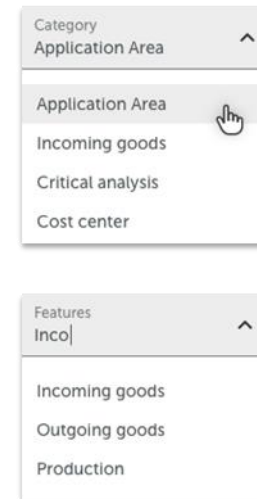 Category
Application Area
Application Area
Incoming goods
Critical analysis
Cost center
Features
Inco
Incoming goods
Outgoing goods
Production